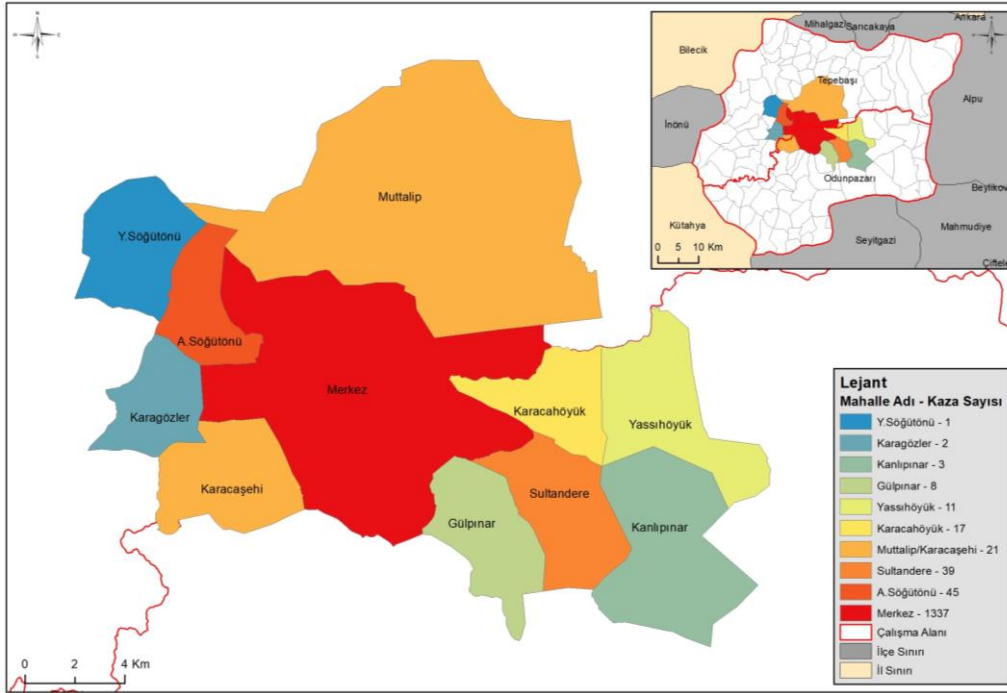 N
W
E
S
Muttalip
Y.Söğütönü
A.Söğütönü
Merkez
Karagözler
Karacahöyük
Yassıhöyük
Karacaşehi
Sultandere
Gülpınar
Kanlıpınar
0 2 4 Km
Mihalgazi
Sarıcakaya
Ankara
Bilecik
Tepebaşı
Alpu
İnönü
Odunpazarı
Beylikov
Kütahya
Mahmudiye
Seyitgazi
Çiftele
0 5 10 Km
Lejant
Mahalle Adı - Kaza Sayısı
Y.Söğütönü - 1
Karagözler - 2
Kanlıpınar - 3
Gülpınar - 8
Yassıhöyük - 11
Karacahöyük - 17
Muttalip/Karacaşehi - 21
Sultandere - 39
A.Söğütönü - 45
Merkez - 1337
Çalışma Alanı
İlçe Sınırı
İl Sınırı